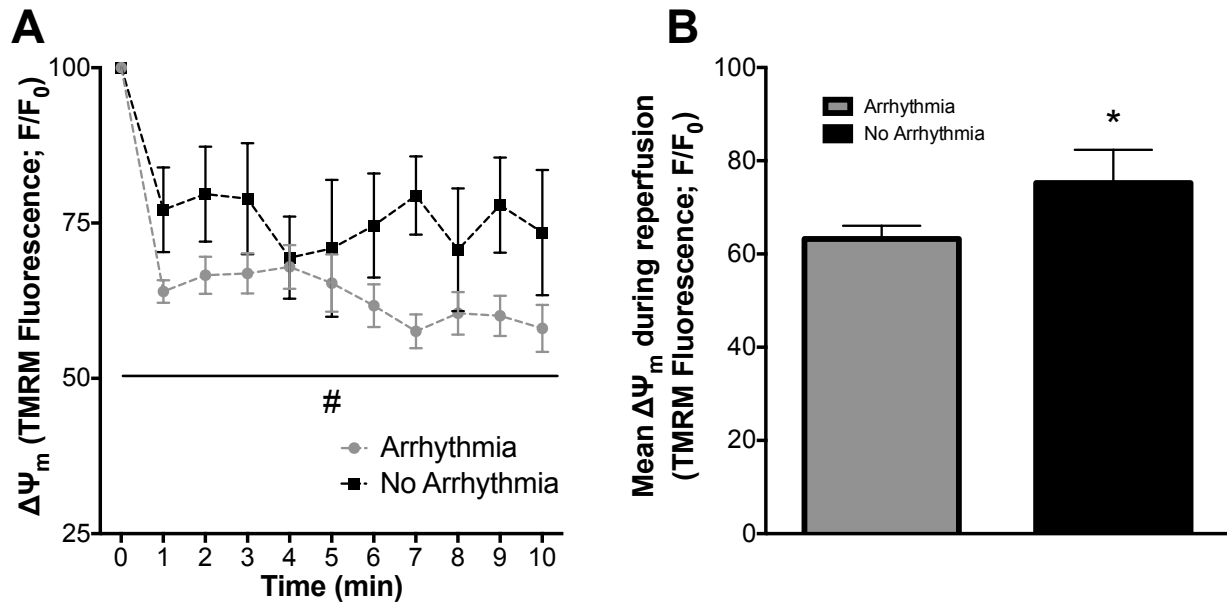 A
ΔΨm (TMRM Fluorescence; F/F0)
100
75
50
25
#
Arrhythmia
No Arrhythmia
0 1 2 3 4 5 6 7 8 9 10
Time (min)
B
Mean ΔΨm during reperfusion
(TMRM Fluorescence; F/F0)
100
80
60
40
20
0
Arrhythmia
No Arrhythmia
*